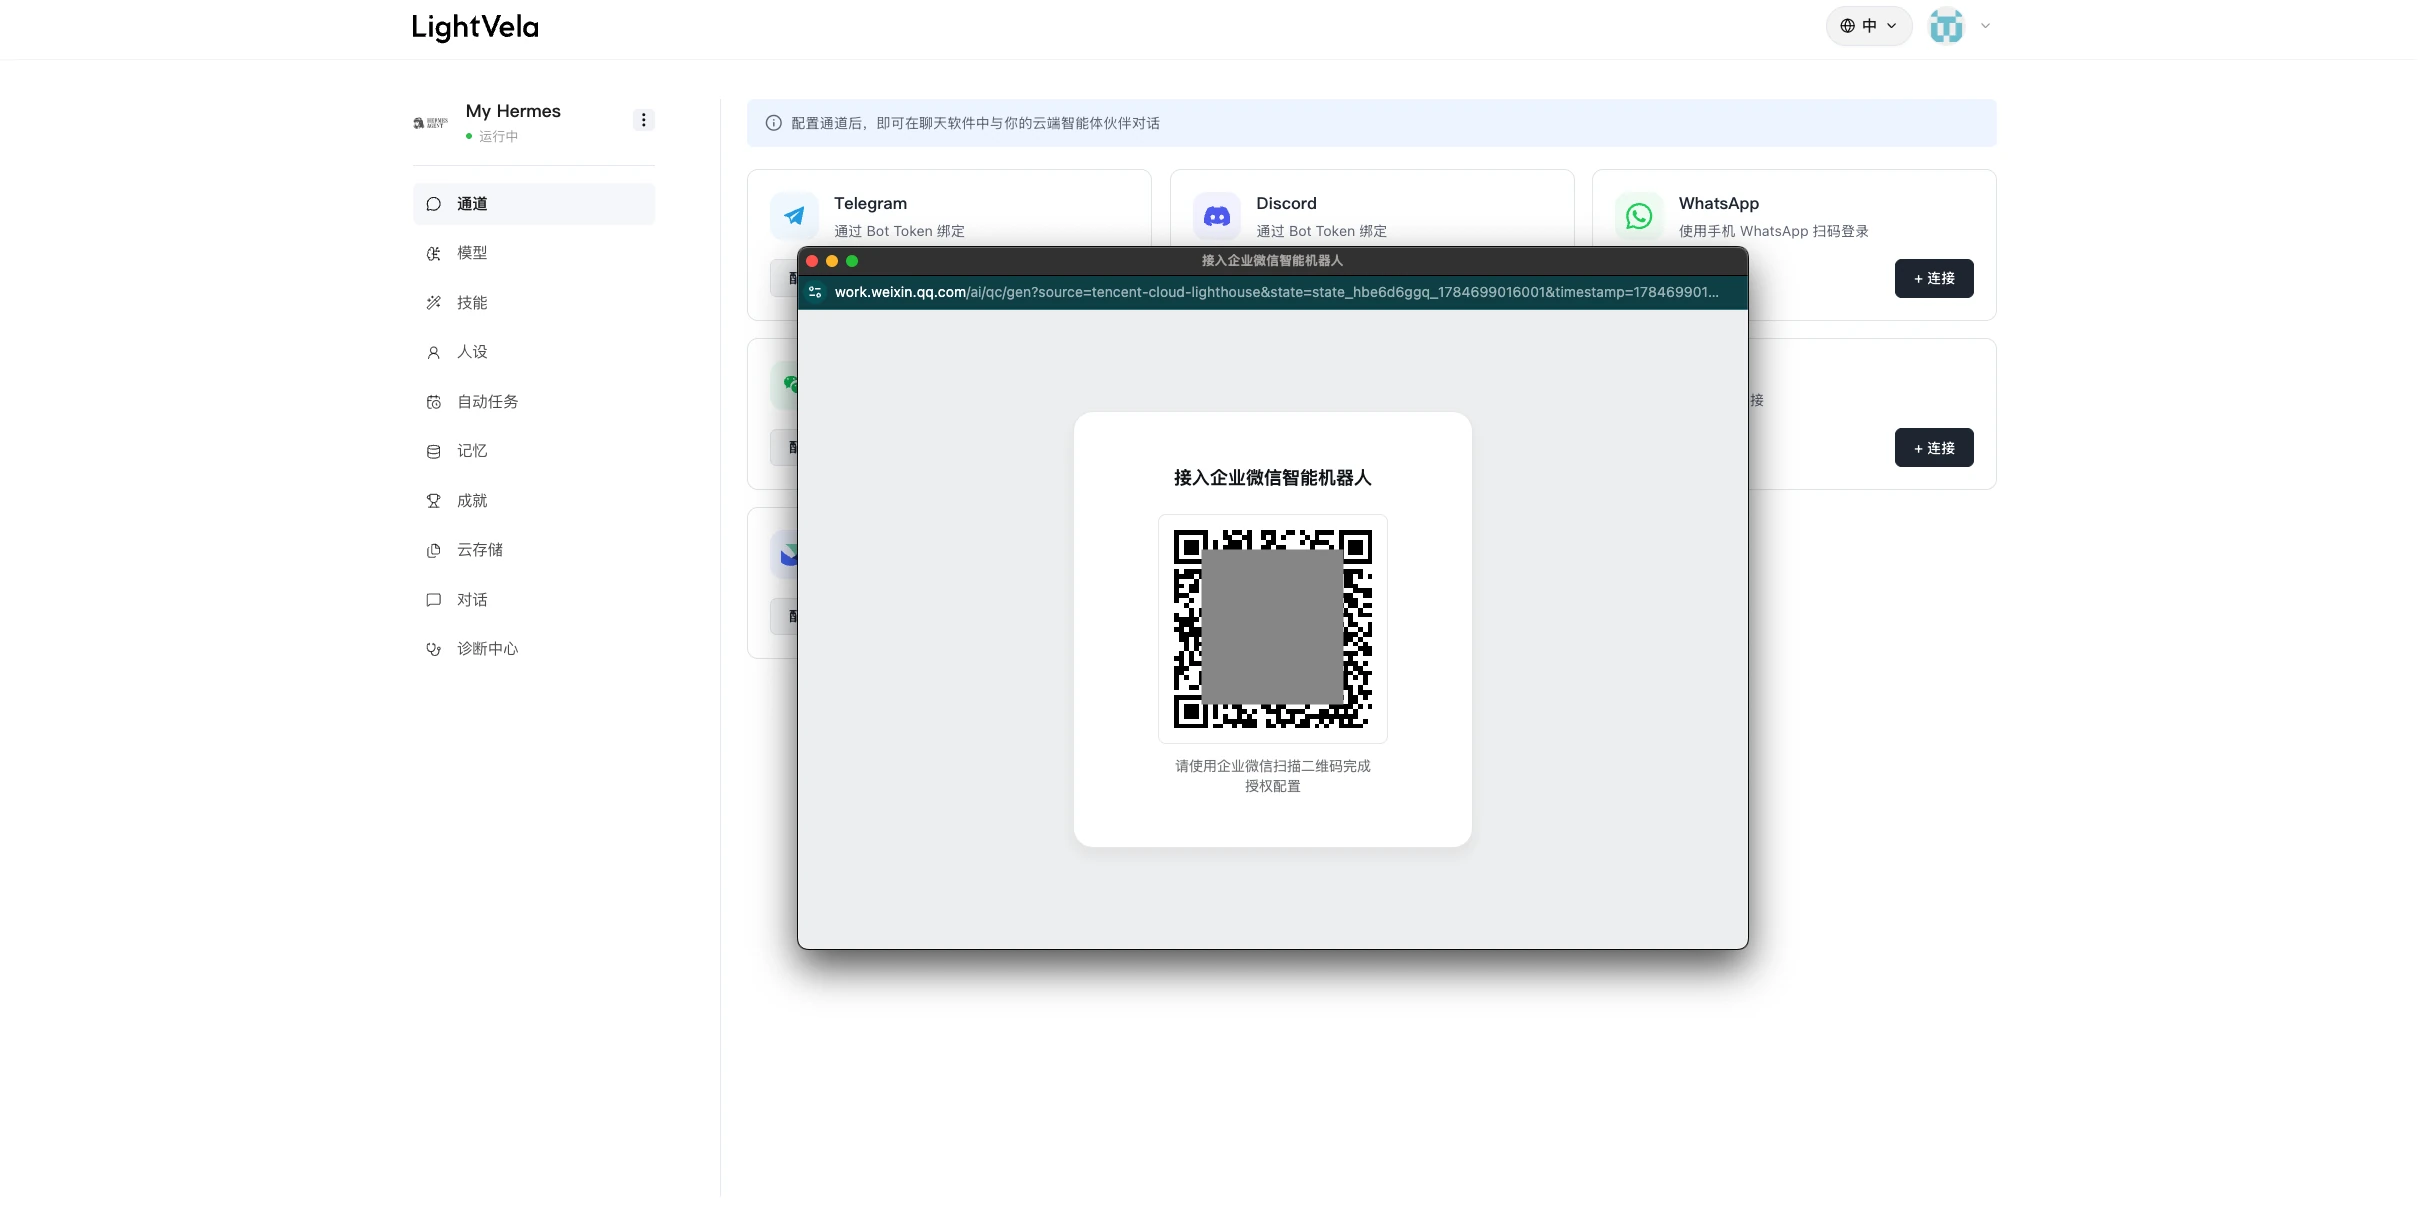 LightVela
中
My Hermes
运行中
HERMES
AGENT
通道
模型
技能
人设
自动任务
记忆
成就
云存储
对话
诊断中心
配置通道后，即可在聊天软件中与你的云端智能体伙伴对话
Telegram
通过 Bot Token 绑定
Discord
通过 Bot Token 绑定
WhatsApp
使用手机 WhatsApp 扫码登录
+ 连接
接
+ 连接
接入企业微信智能机器人
work.weixin.qq.com/ai/qc/gen?source=tencent-cloud-lighthouse&state=state_hbe6d6ggq_1784699016001&timestamp=178469901...
接入企业微信智能机器人
请使用企业微信扫描二维码完成
授权配置